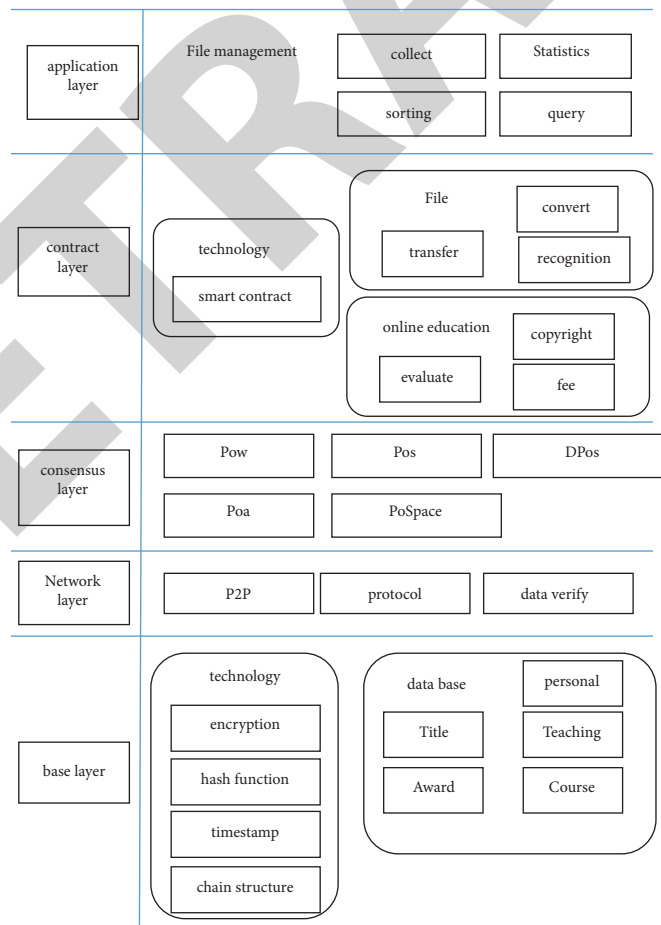 application
layer
File management
collect
Statistics
sorting
query
contract
layer
technology
smart contract
File
convert
transfer
recognition
online education
copyright
evaluate
fee
consensus
layer
Pow
Pos
DPos
Poa
PoSpace
Network
layer
P2P
protocol
data verify
base layer
technology
encryption
hash function
timestamp
chain structure
data base
personal
Title
Teaching
Award
Course
ETRA